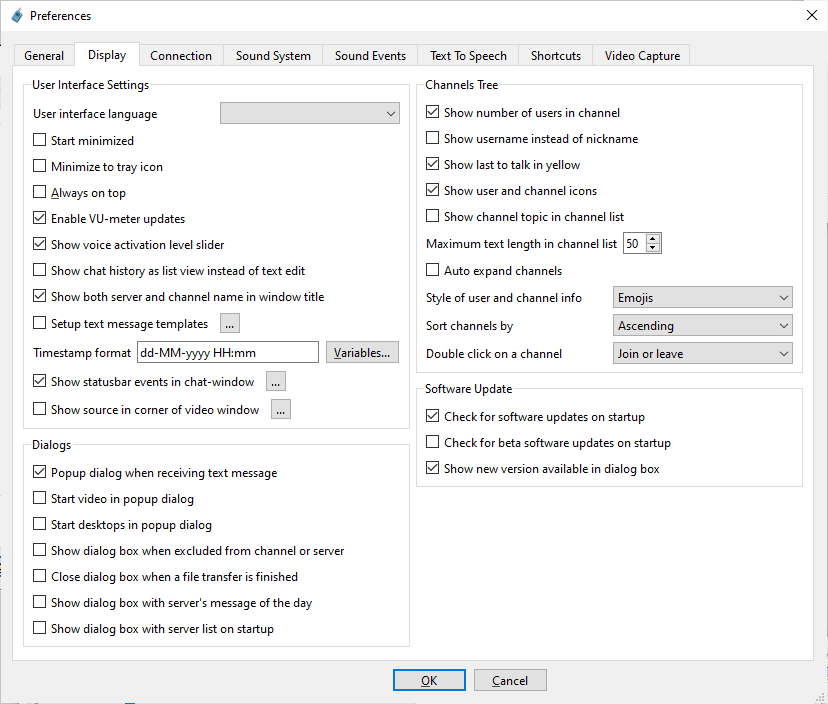 Preferences
General Display Connection Sound System Sound Events Text To Speech Shortcuts Video Capture
User Interface Settings
User interface language
Start minimized
Minimize to tray icon
Always on top
Enable VU-meter updates
Show voice activation level slider
Show chat history as list view instead of text edit
Show both server and channel name in window title
Setup text message templates ...
Timestamp format dd-MM-yyyy HH:mm Variables...
Show statusbar events in chat-window ...
Show source in corner of video window ...
Dialogs
Popup dialog when receiving text message
Start video in popup dialog
Start desktops in popup dialog
Show dialog box when excluded from channel or server
Close dialog box when a file transfer is finished
Show dialog box with server's message of the day
Show dialog box with server list on startup
Channels Tree
Show number of users in channel
Show username instead of nickname
Show last to talk in yellow
Show user and channel icons
Show channel topic in channel list
Maximum text length in channel list 50
Auto expand channels
Style of user and channel info Emojis
Sort channels by Ascending
Double click on a channel Join or leave
Software Update
Check for software updates on startup
Check for beta software updates on startup
Show new version available in dialog box
OK Cancel